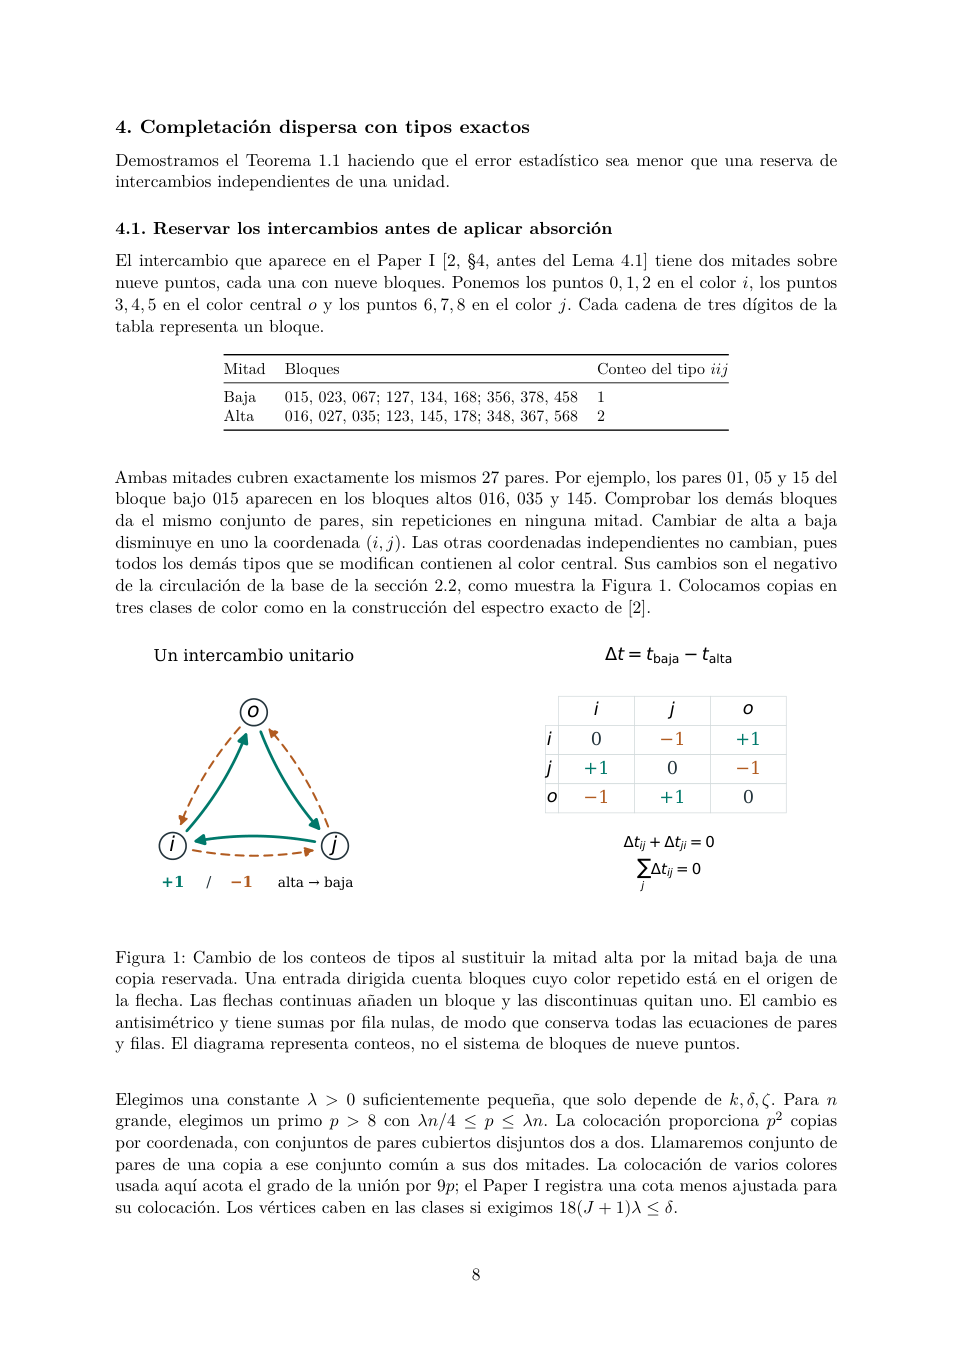 4. Completación dispersa con tipos exactos
Demostramos el Teorema 1.1 haciendo que el error estadístico sea menor que una reserva de
intercambios independientes de una unidad.
4.1. Reservar los intercambios antes de aplicar absorción
El intercambio que aparece en el Paper I [2, §4, antes del Lema 4.1] tiene dos mitades sobre
nueve puntos, cada una con nueve bloques. Ponemos los puntos 0, 1, 2 en el color i, los puntos
3, 4, 5 en el color central o y los puntos 6, 7, 8 en el color j. Cada cadena de tres dígitos de la
tabla representa un bloque.
Mitad Bloques Conteo del tipo iij
Baja 015, 023, 067; 127, 134, 168; 356, 378, 458 1
Alta 016, 027, 035; 123, 145, 178; 348, 367, 568 2
Ambas mitades cubren exactamente los mismos 27 pares. Por ejemplo, los pares 01, 05 y 15 del
bloque bajo 015 aparecen en los bloques altos 016, 035 y 145. Comprobar los demás bloques
da el mismo conjunto de pares, sin repeticiones en ninguna mitad. Cambiar de alta a baja
disminuye en uno la coordenada (i, j). Las otras coordenadas independientes no cambian, pues
todos los demás tipos que se modifican contienen al color central. Sus cambios son el negativo
de la circulación de la base de la sección 2.2, como muestra la Figura 1. Colocamos copias en
tres clases de color como en la construcción del espectro exacto de [2].
Un intercambio unitario
o
i
j
+1 / −1 alta → baja
Δt = t_baja − t_alta
i j o
i 0 −1 +1
j +1 0 −1
o −1 +1 0
Δt_ij + Δt_ji = 0
∑_j Δt_ij = 0
Figura 1: Cambio de los conteos de tipos al sustituir la mitad alta por la mitad baja de una
copia reservada. Una entrada dirigida cuenta bloques cuyo color repetido está en el origen de
la flecha. Las flechas continuas añaden un bloque y las discontinuas quitan uno. El cambio es
antisimétrico y tiene sumas por fila nulas, de modo que conserva todas las ecuaciones de pares
y filas. El diagrama representa conteos, no el sistema de bloques de nueve puntos.
Elegimos una constante λ > 0 suficientemente pequeña, que solo depende de k, δ, ζ. Para n
grande, elegimos un primo p > 8 con λn/4 ≤ p ≤ λn. La colocación proporciona p² copias
por coordenada, con conjuntos de pares cubiertos disjuntos dos a dos. Llamaremos conjunto de
pares de una copia a ese conjunto común a sus dos mitades. La colocación de varios colores
usada aquí acota el grado de la unión por 9p; el Paper I registra una cota menos ajustada para
su colocación. Los vértices caben en las clases si exigimos 18(J + 1)λ ≤ δ.
8